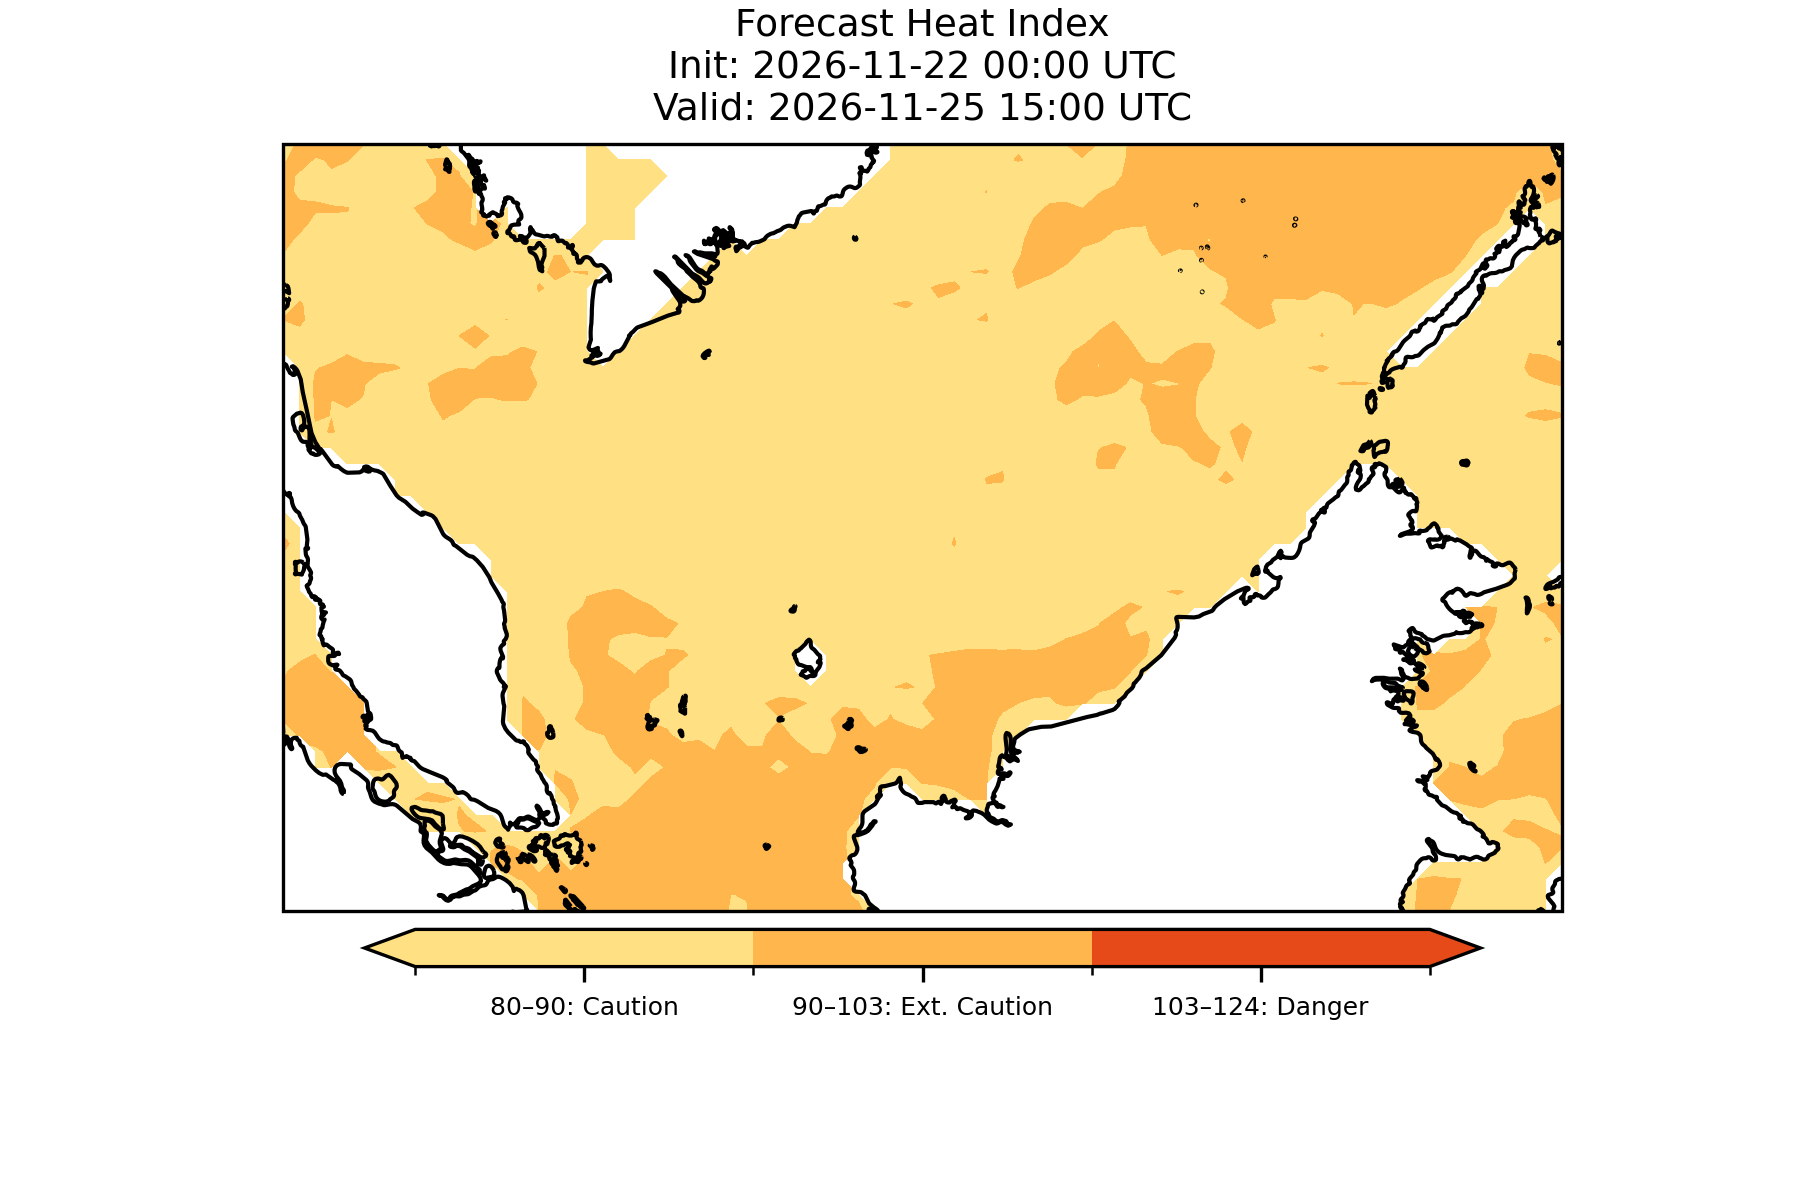 Forecast Heat Index
Init: 2026-11-22 00:00 UTC
Valid: 2026-11-25 15:00 UTC
80–90: Caution
90–103: Ext. Caution
103–124: Danger